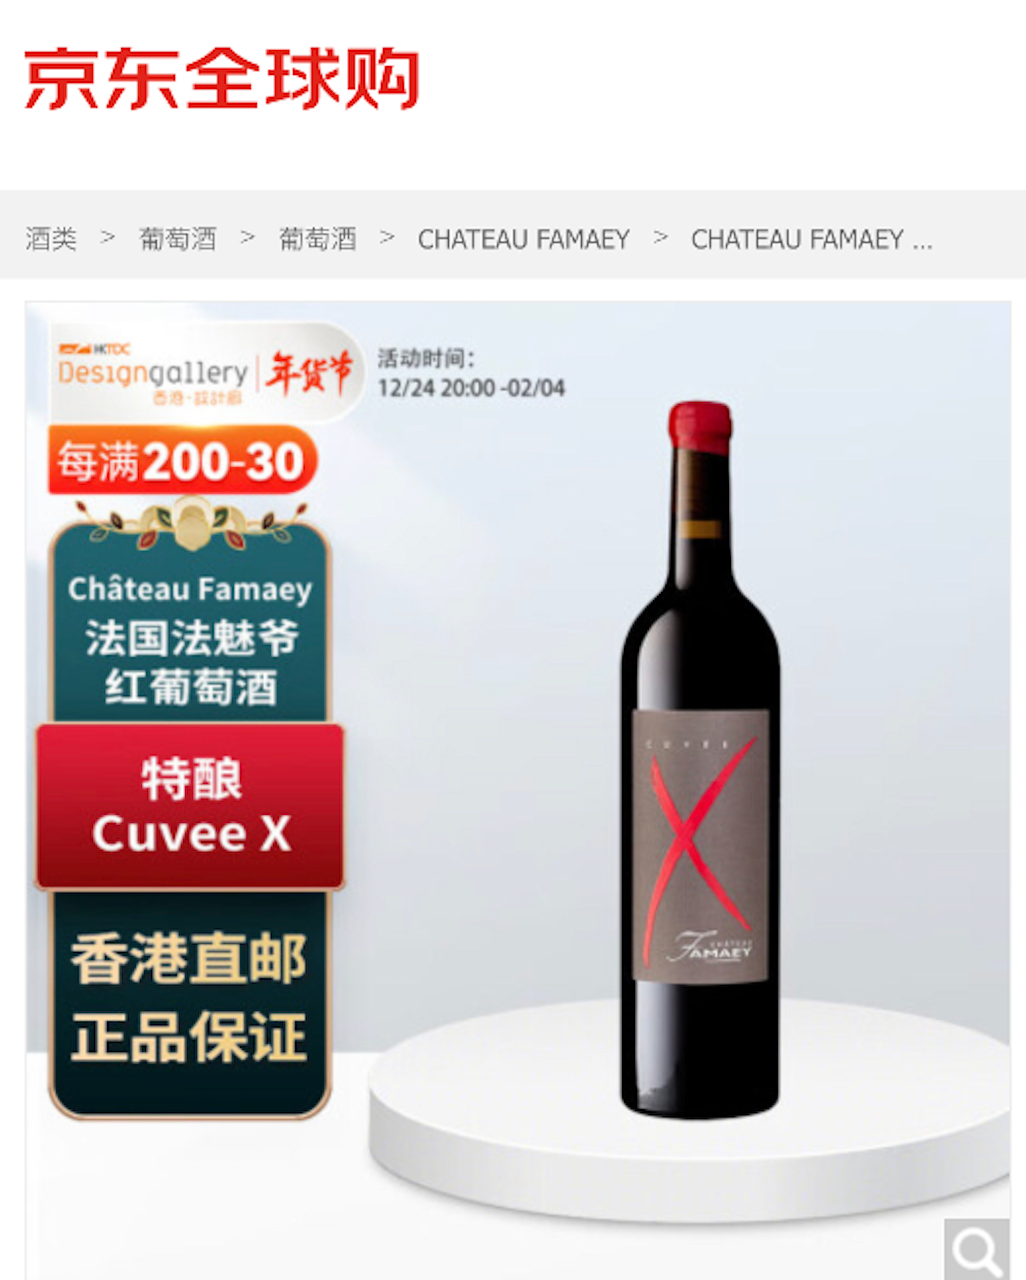 京东全球购
酒类 > 葡萄酒 > 葡萄酒 > CHATEAU FAMAEY > CHATEAU FAMAEY ...
HKTDC
Designgallery
香港·設計廊
年货节
活动时间：
12/24 20:00 -02/04
每满200-30
Château Famaey
法国法魅爷
红葡萄酒
特酿
Cuvee X
香港直邮
正品保证
CUVEE
X
CHATEAU
FAMAEY